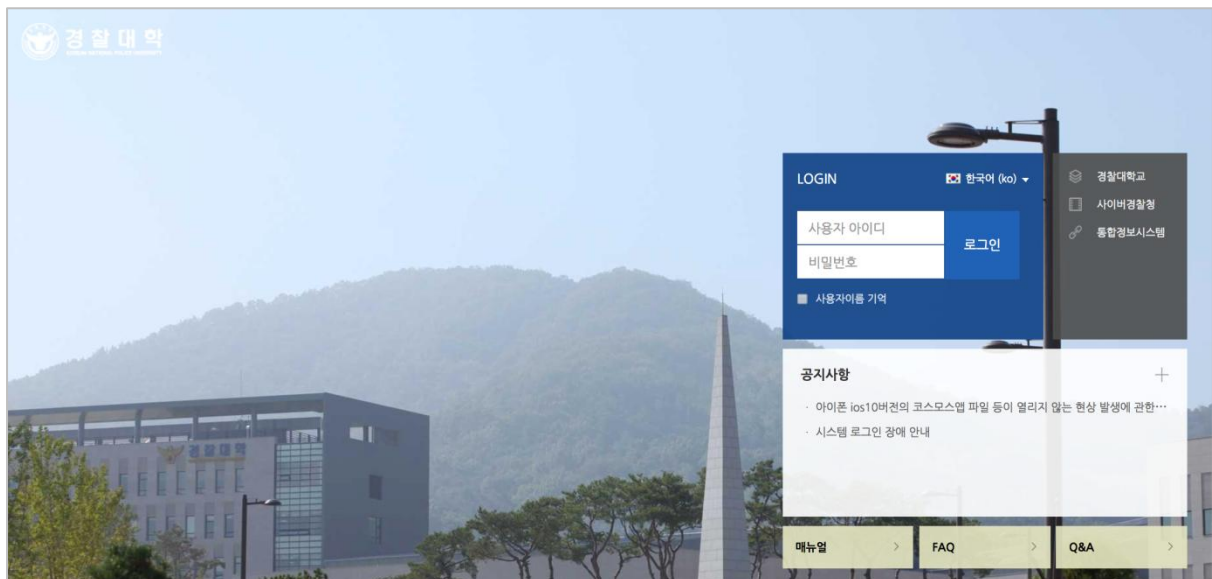 경찰대학
LOGIN
한국어 (ko)
사용자 아이디
비밀번호
로그인
사용자이름 기억
경찰대학교
사이버경찰청
통합정보시스템
공지사항
· 아이폰 ios10버전의 코스모스앱 파일 등이 열리지 않는 현상 발생에 관한…
· 시스템 로그인 장애 안내
경찰대학
매뉴얼
FAQ
Q&A